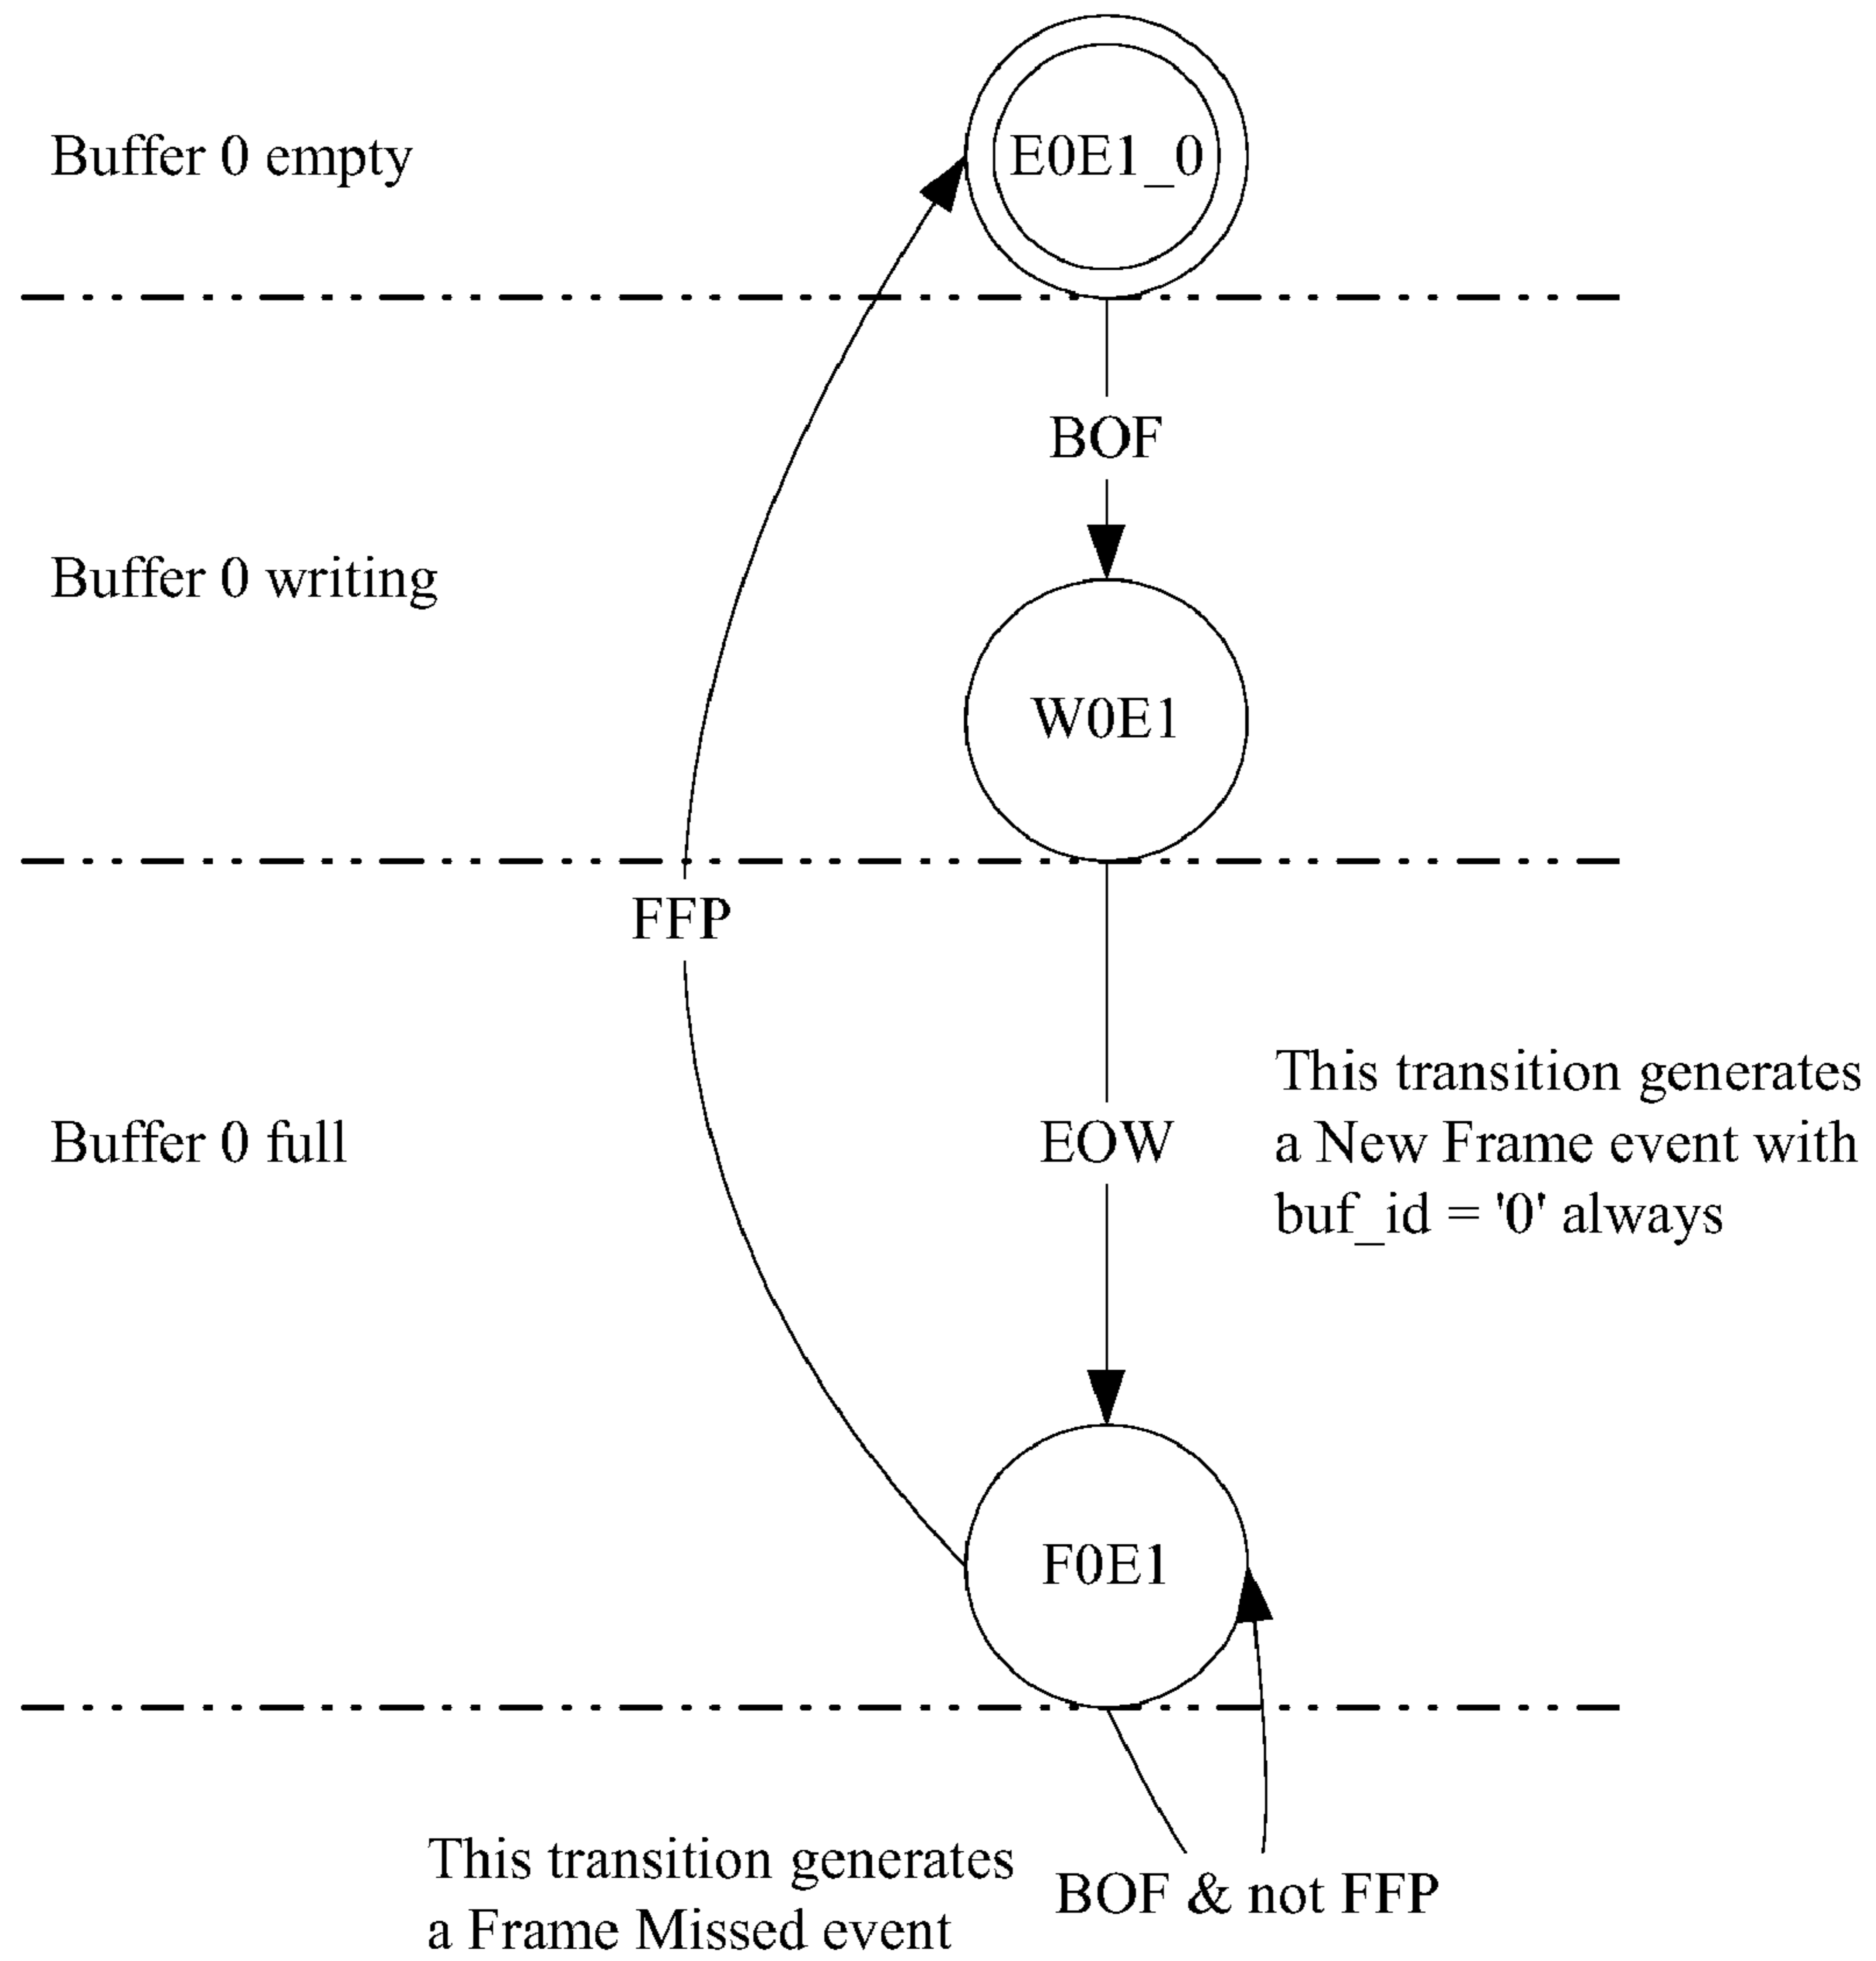 Buffer 0 empty
E0E1_0
BOF
Buffer 0 writing
W0E1
FFP
This transition generates
a New Frame event with
buf_id = '0' always
Buffer 0 full
EOW
F0E1
This transition generates
a Frame Missed event
BOF & not FFP